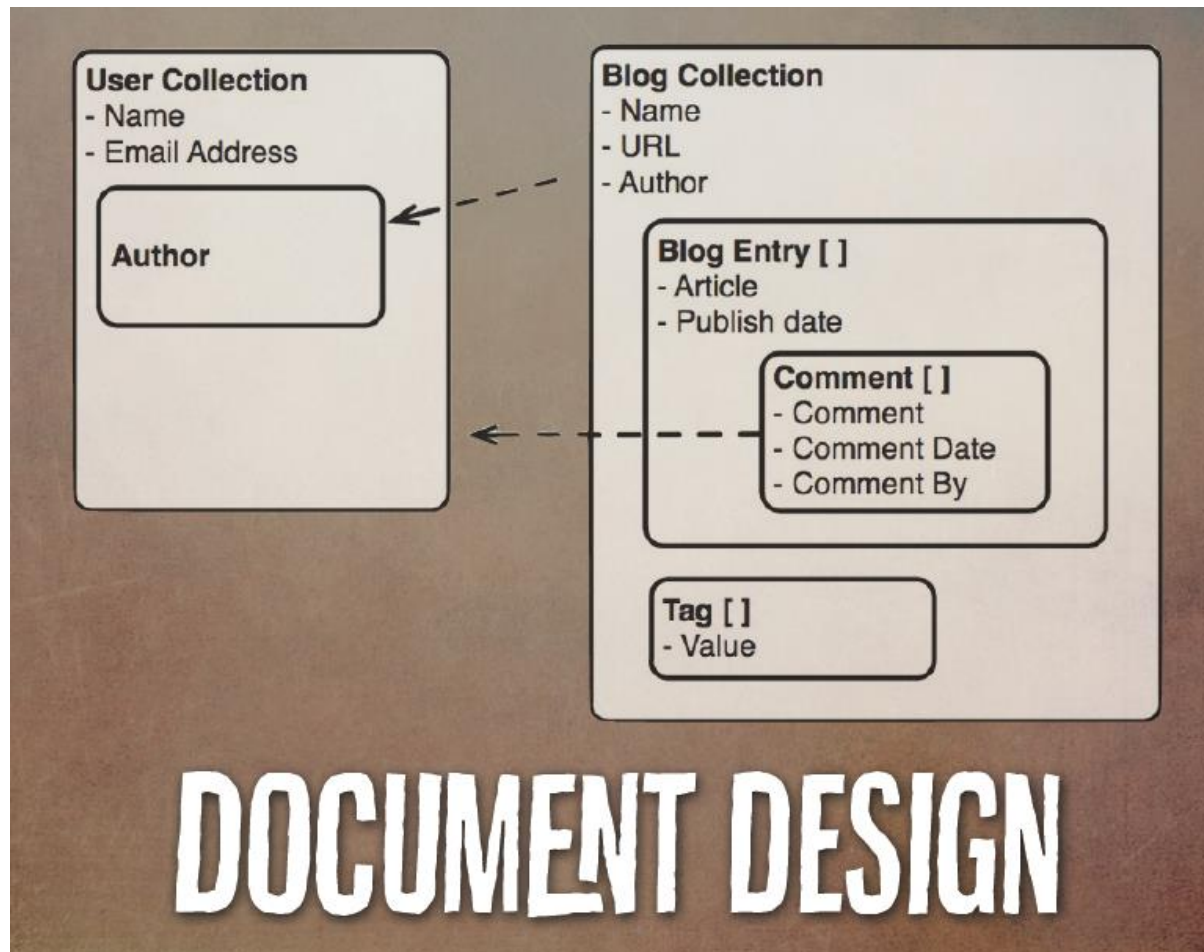 User Collection
- Name
- Email Address
Author
Blog Collection
- Name
- URL
- Author
Blog Entry [ ]
- Article
- Publish date
Comment [ ]
- Comment
- Comment Date
- Comment By
Tag [ ]
- Value
DOCUMENT DESIGN